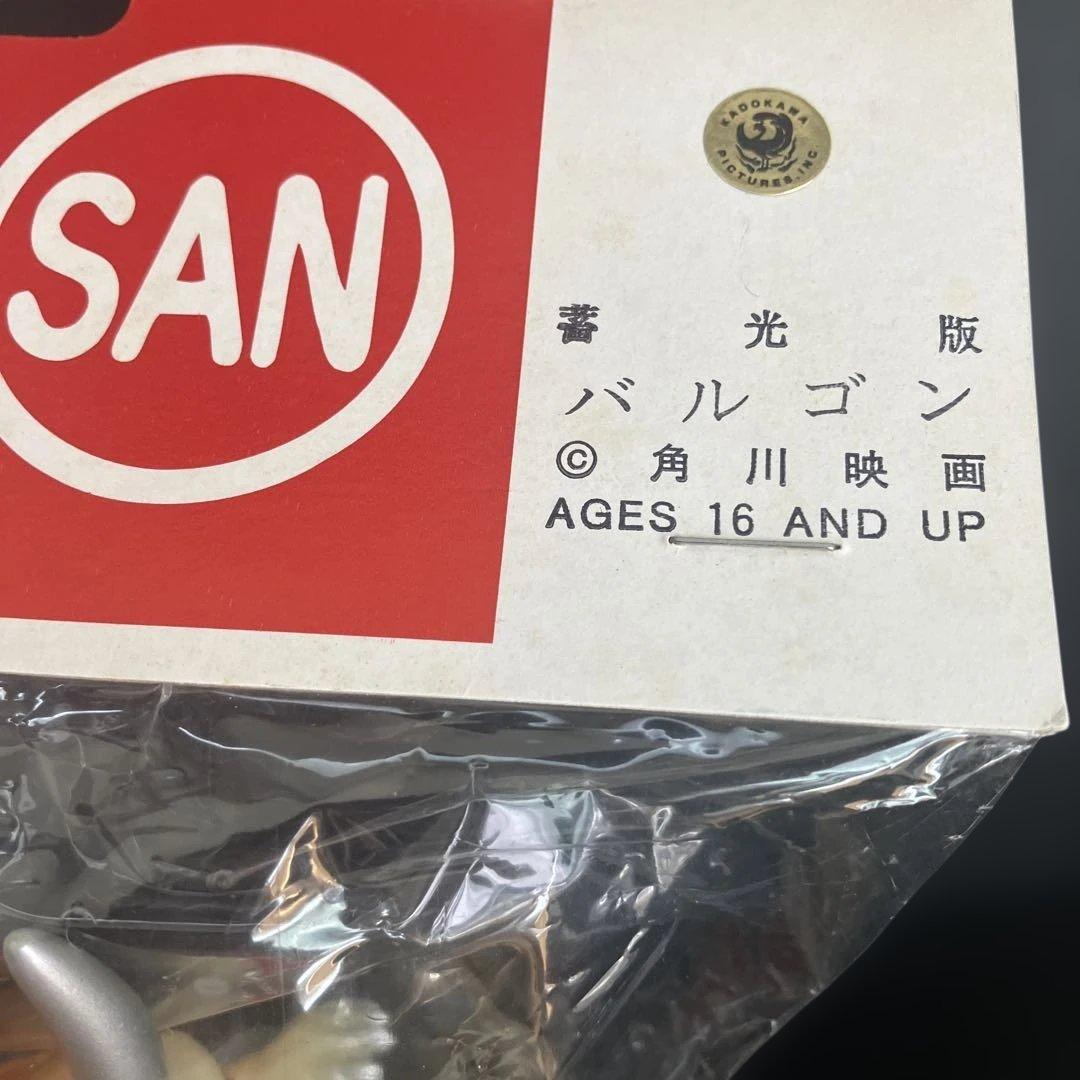 SAN
KADOKAWA
PICTURES, INC.
蓄光版
バルゴン
©角川映画
AGES 16 AND UP